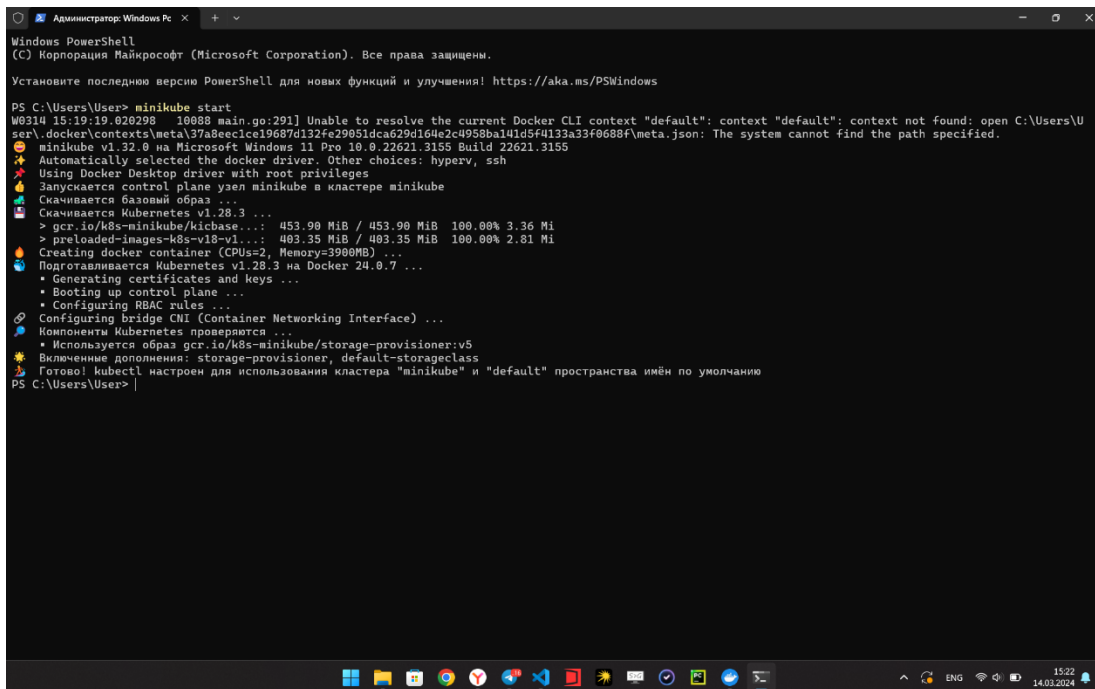 Администратор: Windows Pc
Windows PowerShell
(C) Корпорация Майкрософт (Microsoft Corporation). Все права защищены.
Установите последнюю версию PowerShell для новых функций и улучшения! https://aka.ms/PSWindows
PS C:\Users\User> minikube start
W0314 15:19:19.020298   10088 main.go:291] Unable to resolve the current Docker CLI context "default": context "default": context not found: open C:\Users\U
ser\.docker\contexts\meta\37a8eec1ce19687d132fe29051dca629d164e2c4958ba141d5f4133a33f0688f\meta.json: The system cannot find the path specified.
minikube v1.32.0 на Microsoft Windows 11 Pro 10.0.22621.3155 Build 22621.3155
Automatically selected the docker driver. Other choices: hyperv, ssh
Using Docker Desktop driver with root privileges
Запускается control plane узел minikube в кластере minikube
Скачивается базовый образ ...
Скачивается Kubernetes v1.28.3 ...
> gcr.io/k8s-minikube/kicbase...:  453.90 MiB / 453.90 MiB  100.00% 3.36 Mi
> preloaded-images-k8s-v18-v1...:  403.35 MiB / 403.35 MiB  100.00% 2.81 Mi
Creating docker container (CPUs=2, Memory=3900MB) ...
Подготавливается Kubernetes v1.28.3 на Docker 24.0.7 ...
▪ Generating certificates and keys ...
▪ Booting up control plane ...
▪ Configuring RBAC rules ...
Configuring bridge CNI (Container Networking Interface) ...
Компоненты Kubernetes проверяются ...
▪ Используется образ gcr.io/k8s-minikube/storage-provisioner:v5
Включенные дополнения: storage-provisioner, default-storageclass
Готово! kubectl настроен для использования кластера "minikube" и "default" пространства имён по умолчанию
PS C:\Users\User>
ENG
15:22
14.03.2024